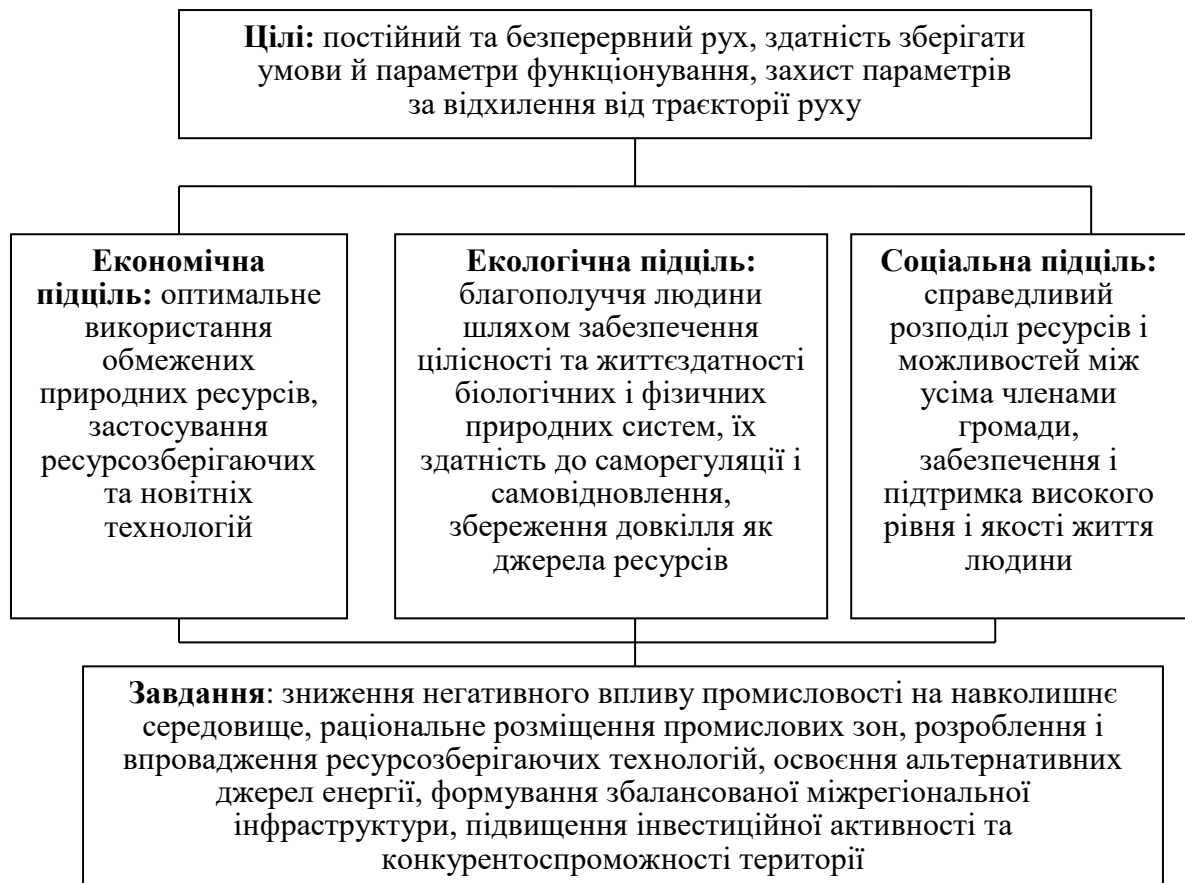 Цілі: постійний та безперервний рух, здатність зберігати
умови й параметри функціонування, захист параметрів
за відхилення від траєкторії руху
Економічна
підціль: оптимальне
використання
обмежених
природних ресурсів,
застосування
ресурсозберігаючих
та новітніх
технологій
Екологічна підціль:
благополуччя людини
шляхом забезпечення
цілісності та життєздатності
біологічних і фізичних
природних систем, їх
здатність до саморегуляції і
самовідновлення,
збереження довкілля як
джерела ресурсів
Соціальна підціль:
справедливий
розподіл ресурсів і
можливостей між
усіма членами
громади,
забезпечення і
підтримка високого
рівня і якості життя
людини
Завдання: зниження негативного впливу промисловості на навколишнє
середовище, раціональне розміщення промислових зон, розроблення і
впровадження ресурсозберігаючих технологій, освоєння альтернативних
джерел енергії, формування збалансованої міжрегіональної
інфраструктури, підвищення інвестиційної активності та
конкурентоспроможності території